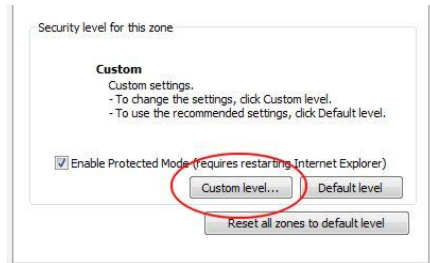 Security level for this zone
Custom
Custom settings.
- To change the settings, click Custom level.
- To use the recommended settings, click Default level.
Enable Protected Mode (requires restarting Internet Explorer)
Custom level... Default level
Reset all zones to default level